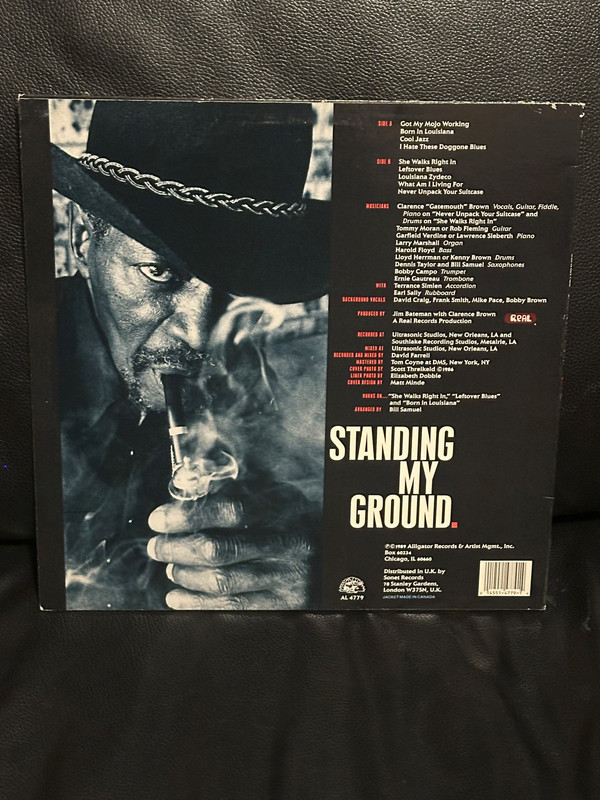 SIDE A Got My Mojo Working
Born in Louisiana
Cool Jazz
I Hate These Doggone Blues
SIDE B She Walks Right In
Leftover Blues
Louisiana Zydeco
What Am I Living For
Never Unpack Your Suitcase
MUSICIANS Clarence "Gatemouth" Brown Vocals, Guitar, Fiddle,
Piano on "Never Unpack Your Suitcase" and
Drums on "She Walks Right In"
Tommy Moran or Rob Fleming Guitar
Garfield Verdine or Lawrence Sieberth Piano
Larry Marshall Organ
Harold Floyd Bass
Lloyd Herrman or Kenny Brown Drums
Dennis Taylor and Bill Samuel Saxophones
Bobby Campo Trumpet
Ernie Gautreau Trombone
WITH Terrance Simien Accordion
Earl Sally Rubboard
BACKGROUND VOCALS David Craig, Frank Smith, Mike Pace, Bobby Brown
PRODUCED BY Jim Bateman with Clarence Brown
A Real Records Production REAL
RECORDED AT Ultrasonic Studios, New Orleans, LA and
Southlake Recording Studios, Metairie, LA
MIXED AT Ultrasonic Studios, New Orleans, LA
RECORDED AND MIXED BY David Farrell
MASTERED BY Tom Coyne at DMS, New York, NY
COVER PHOTO BY Scott Threlkeld ©1986
LINER PHOTO BY Elizabeth Dobbie
COVER DESIGN BY Matt Minde
HORNS ON... "She Walks Right In," "Leftover Blues"
and "Born in Louisiana"
ARRANGED BY Bill Samuel
STANDING
MY
GROUND.
℗©1989 Alligator Records & Artist Mgmt., Inc.
Box 60234
Chicago, IL 60660
Distributed in U.K. by
Sonet Records
78 Stanley Gardens,
London W37SN, U.K.
AL 4779 JACKET MADE IN CANADA